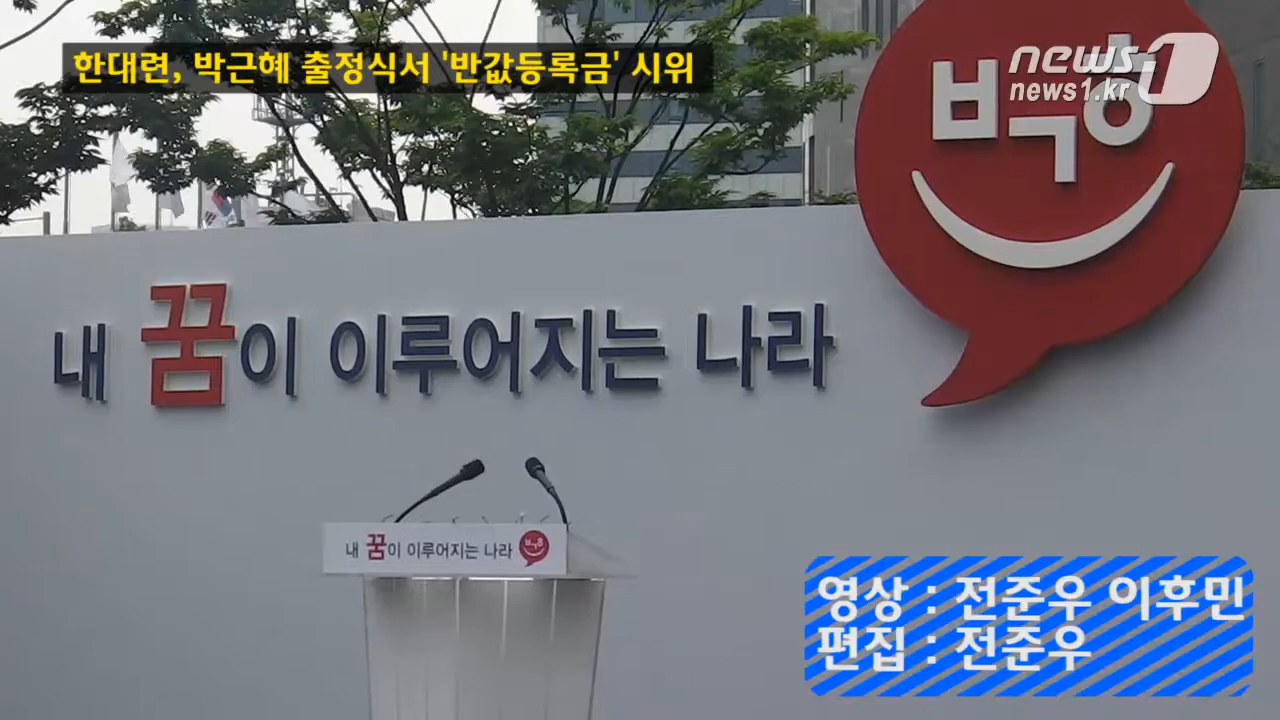 한대련, 박근혜 출정식서 '반값등록금' 시위
news1
news1.kr
ㅂㄱㅎ
내 꿈이 이루어지는 나라
내 꿈이 이루어지는 나라 ㅂㄱㅎ
영상 : 전준우 이후민
편집 : 전준우